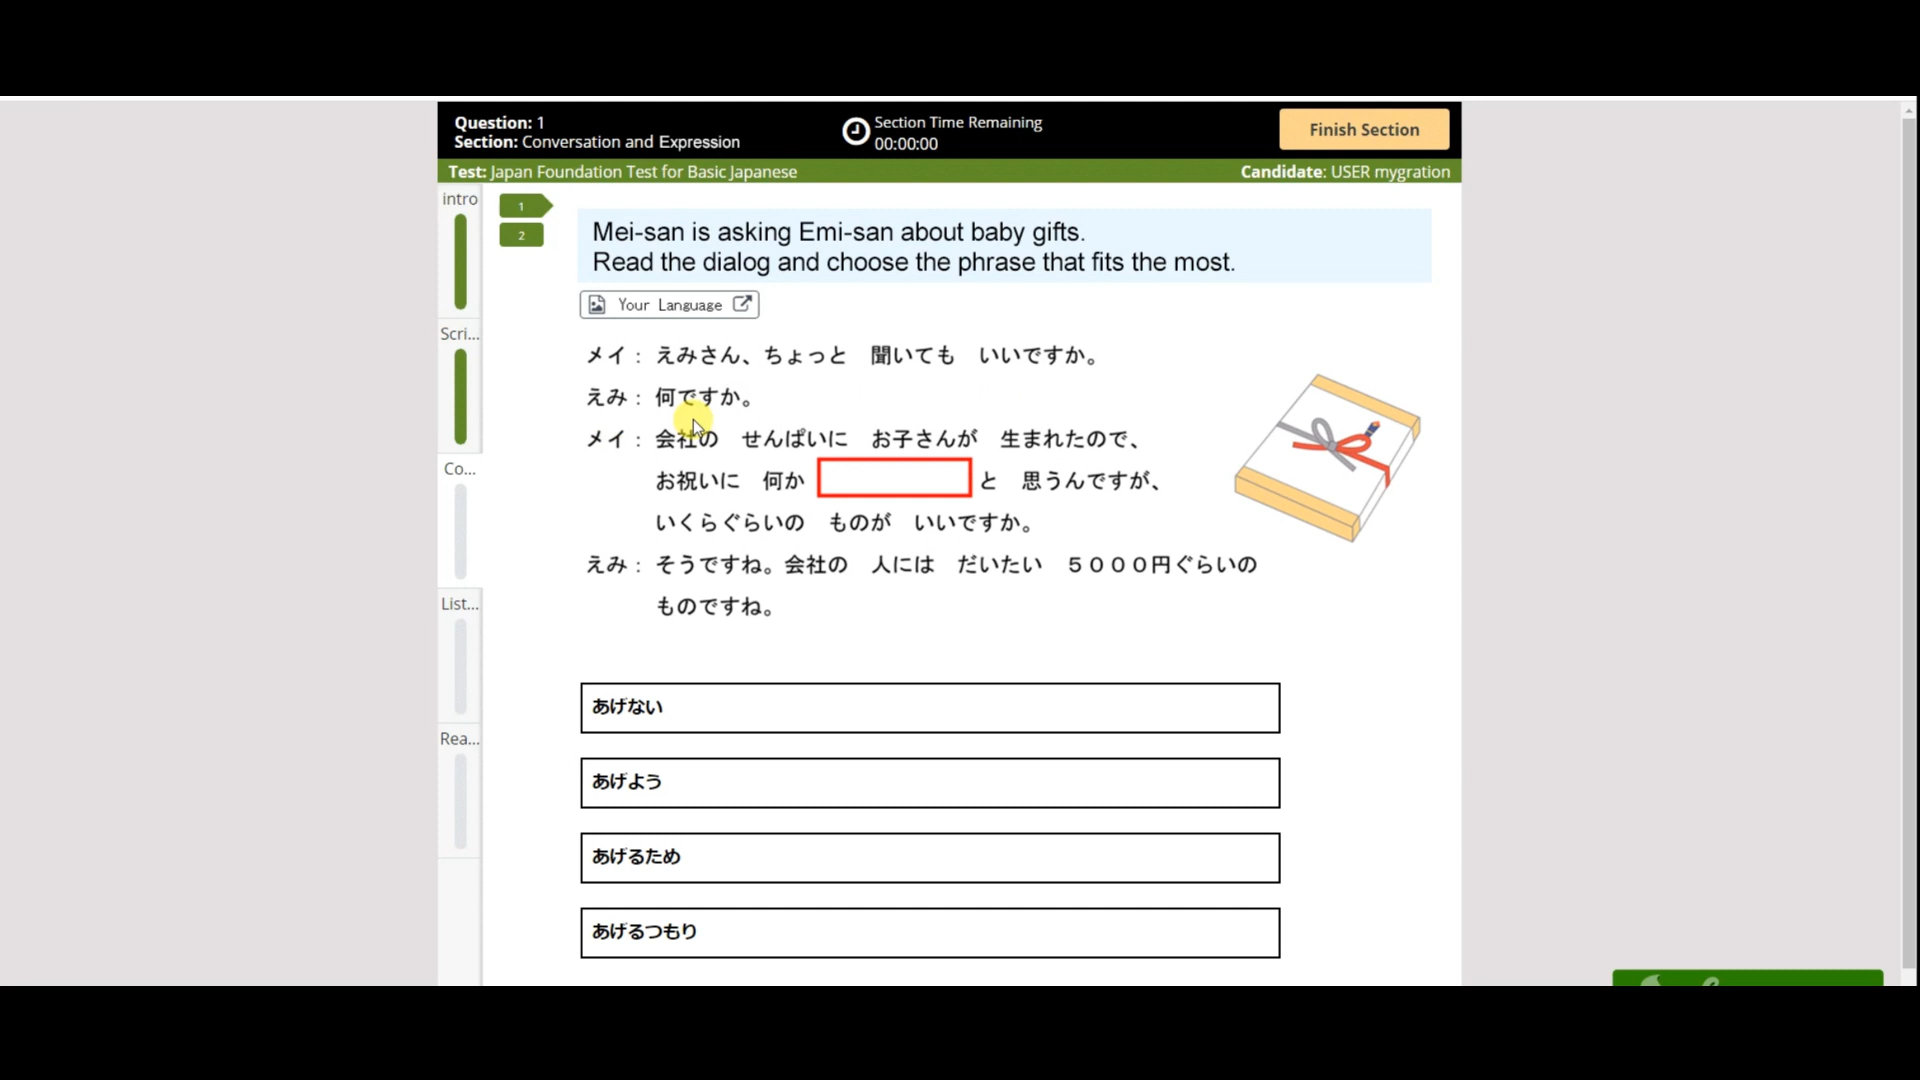 Question: 1
Section: Conversation and Expression
Section Time Remaining
00:00:00
Finish Section
Test: Japan Foundation Test for Basic Japanese
Candidate: USER mygration
intro
Scri...
Co...
List...
Rea...
1
2
Mei-san is asking Emi-san about baby gifts.
Read the dialog and choose the phrase that fits the most.
Your Language
メイ： えみさん、ちょっと　聞いても　いいですか。
えみ： 何ですか。
メイ： 会社の　せんぱいに　お子さんが　生まれたので、
お祝いに　何か　　　　　　と　思うんですが、
いくらぐらいの　ものが　いいですか。
えみ： そうですね。会社の　人には　だいたい　５０００円ぐらいの
ものですね。
あげない
あげよう
あげるため
あげるつもり